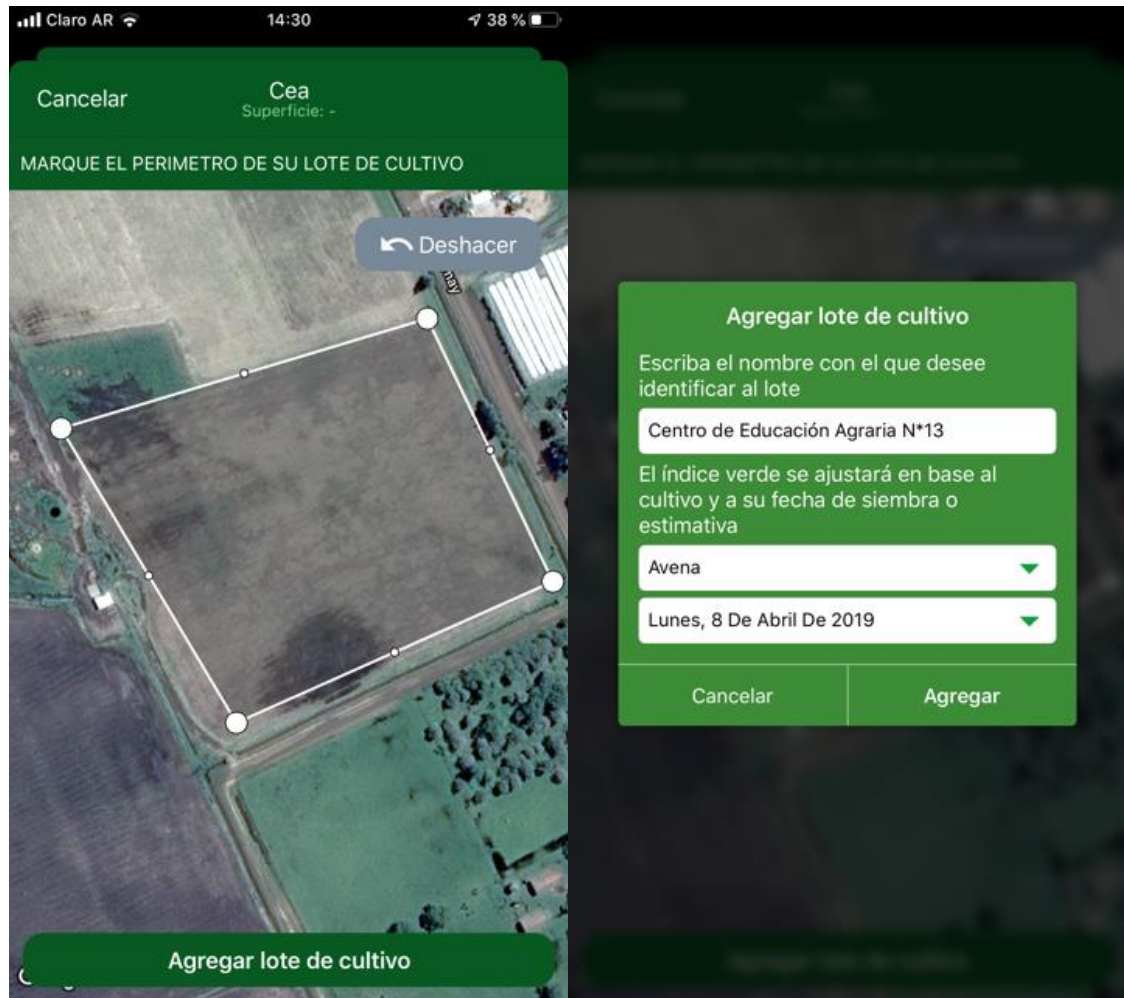 Claro AR 14:30 38 %
Cancelar Cea
Superficie: -
MARQUE EL PERIMETRO DE SU LOTE DE CULTIVO
Deshacer
Agregar lote de cultivo
Agregar lote de cultivo
Escriba el nombre con el que desee
identificar al lote
Centro de Educación Agraria N*13
El índice verde se ajustará en base al
cultivo y a su fecha de siembra o
estimativa
Avena
Lunes, 8 De Abril De 2019
Cancelar Agregar